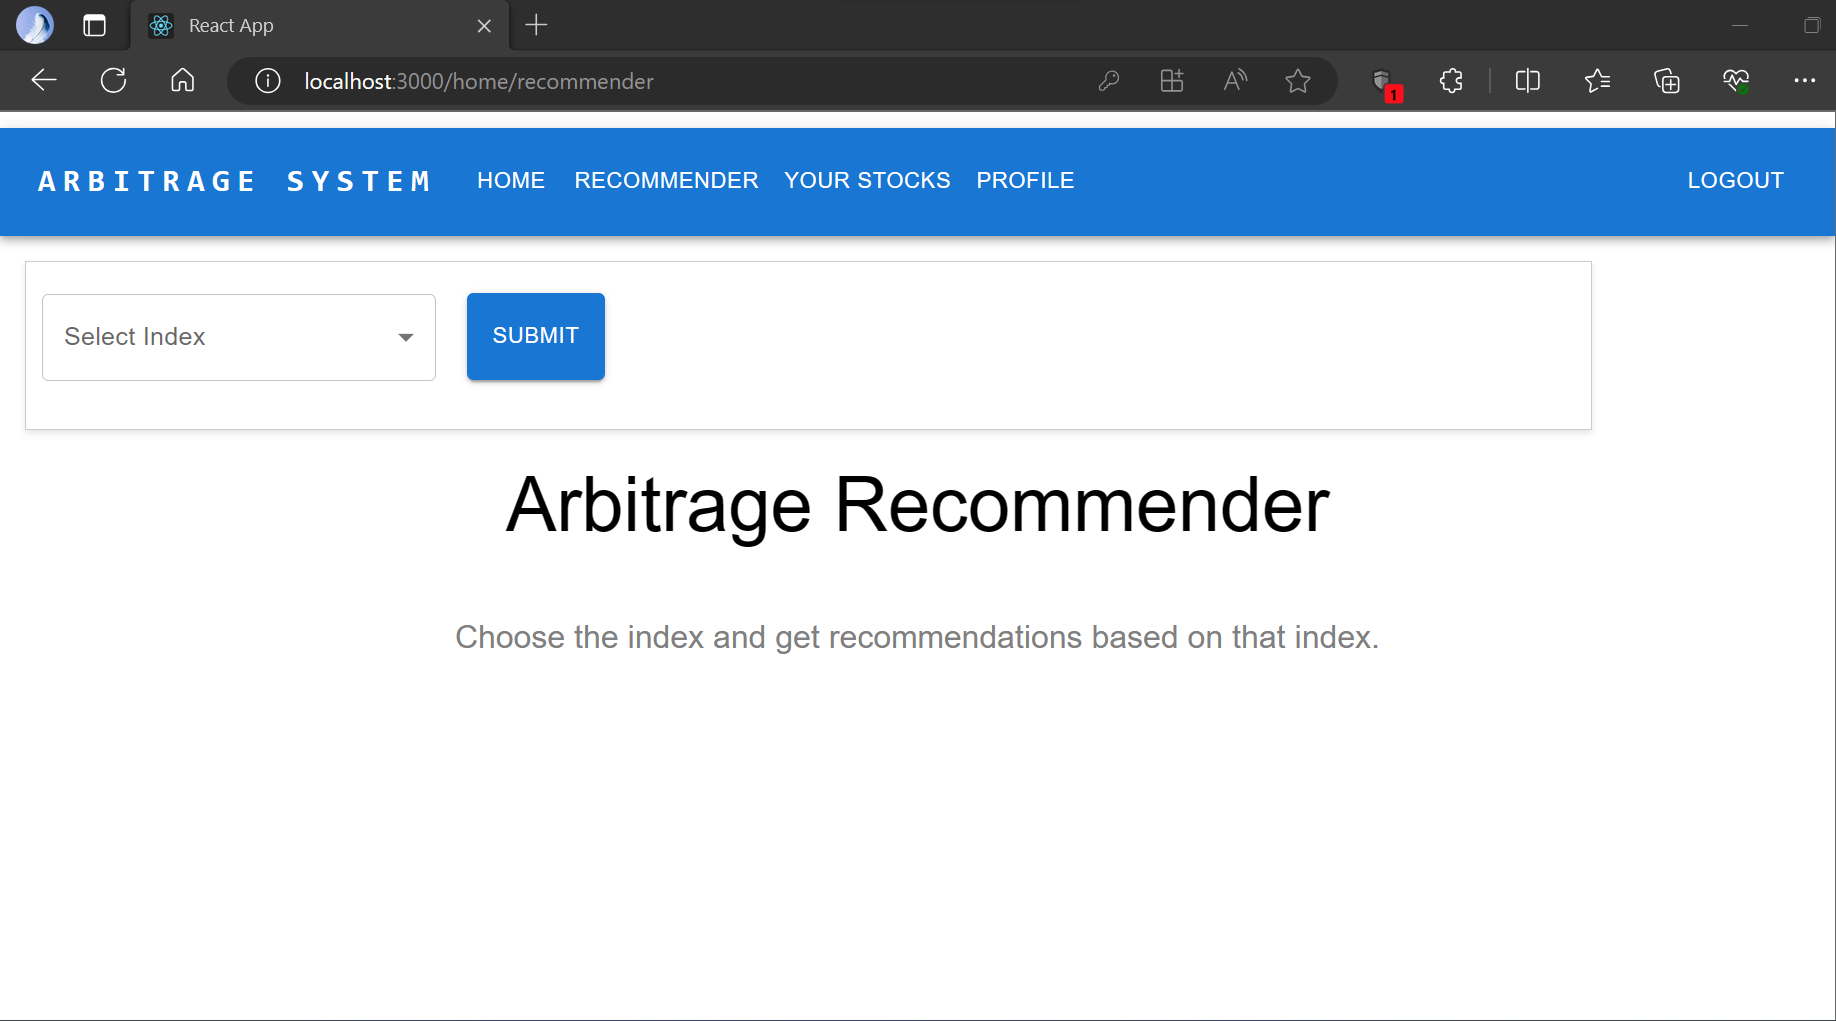 React App
localhost:3000/home/recommender
1
ARBITRAGE SYSTEM HOME RECOMMENDER YOUR STOCKS PROFILE LOGOUT
Select Index SUBMIT
Arbitrage Recommender
Choose the index and get recommendations based on that index.